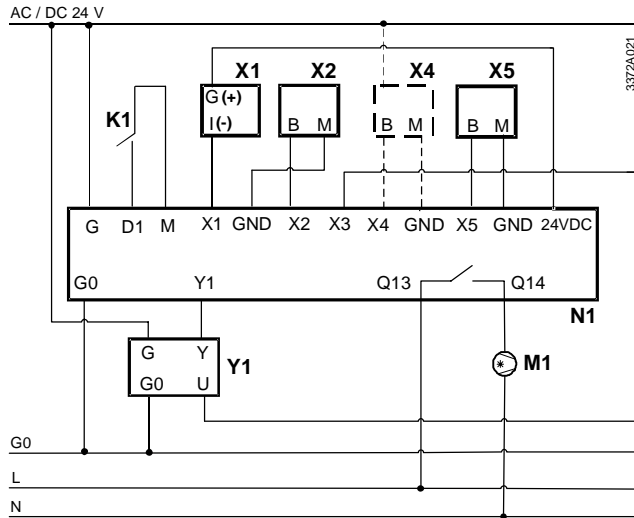 AC / DC 24 V
3372A021
X1 X2 X4 X5
K1
G (+)
I (-)
B M B M B M
G D1 M X1 GND X2 X3 X4 GND X5 GND 24VDC
G0 Y1 Q13 Q14
N1
G Y
Y1
G0 U
M1
G0
L
N